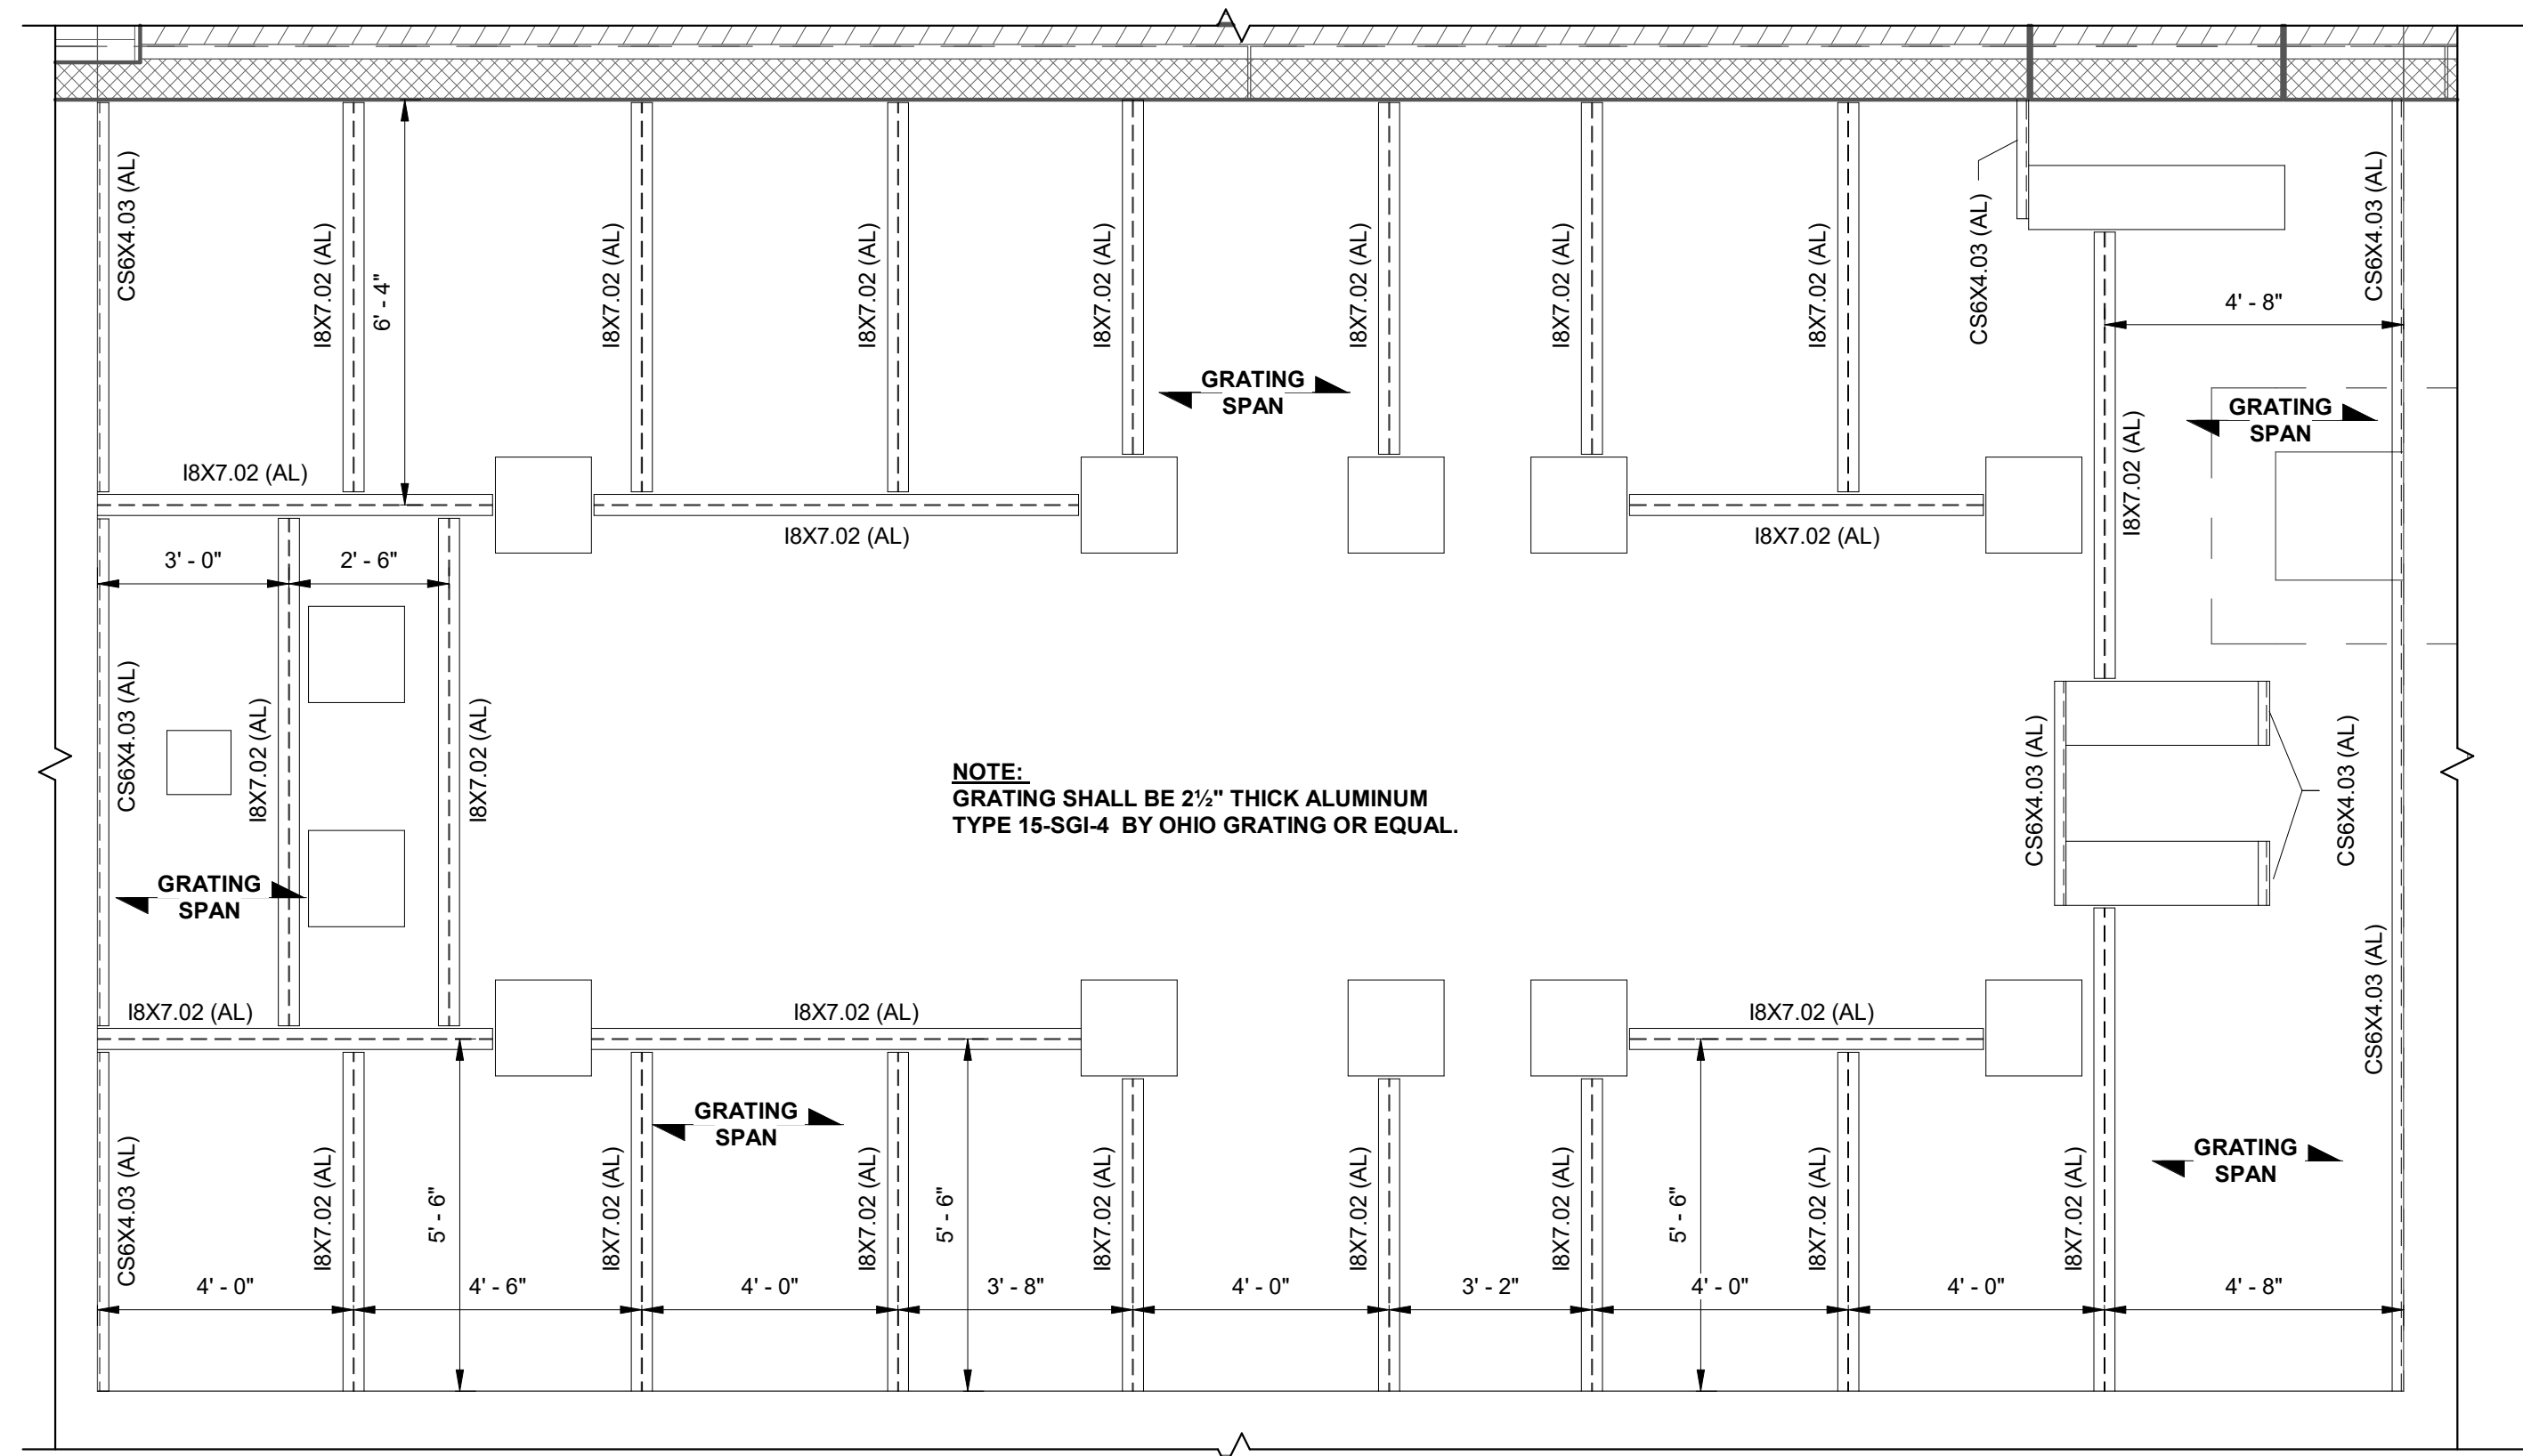 CS6X4.03 (AL)
I8X7.02 (AL)
6' - 4"
I8X7.02 (AL)
I8X7.02 (AL)
I8X7.02 (AL)
I8X7.02 (AL)
I8X7.02 (AL)
I8X7.02 (AL)
CS6X4.03 (AL)
CS6X4.03 (AL)
4' - 8"
GRATING
SPAN
GRATING
SPAN
I8X7.02 (AL)
I8X7.02 (AL)
I8X7.02 (AL)
I8X7.02 (AL)
3' - 0"
2' - 6"
CS6X4.03 (AL)
I8X7.02 (AL)
I8X7.02 (AL)
NOTE:
GRATING SHALL BE 2½" THICK ALUMINUM
TYPE 15-SGI-4 BY OHIO GRATING OR EQUAL.
CS6X4.03 (AL)
CS6X4.03 (AL)
GRATING
SPAN
CS6X4.03 (AL)
I8X7.02 (AL)
I8X7.02 (AL)
I8X7.02 (AL)
GRATING
SPAN
GRATING
SPAN
CS6X4.03 (AL)
I8X7.02 (AL)
5' - 6"
I8X7.02 (AL)
I8X7.02 (AL)
5' - 6"
I8X7.02 (AL)
I8X7.02 (AL)
I8X7.02 (AL)
5' - 6"
I8X7.02 (AL)
I8X7.02 (AL)
4' - 0"
4' - 6"
4' - 0"
3' - 8"
4' - 0"
3' - 2"
4' - 0"
4' - 0"
4' - 8"